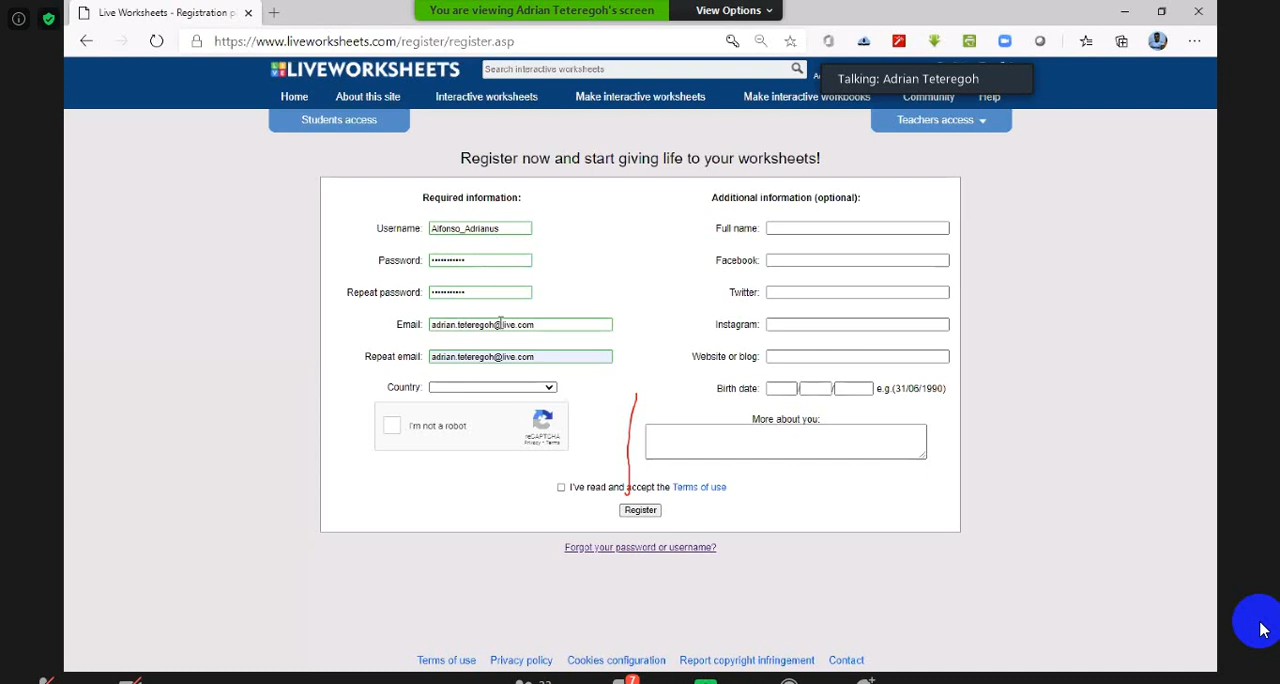 Live Worksheets - Registration p
You are viewing Adrian Teteregoh's screen
View Options
https://www.liveworksheets.com/register/register.asp
LIVEWORKSHEETS
Search interactive worksheets
Talking: Adrian Teteregoh
Home
About this site
Interactive worksheets
Make interactive worksheets
Make interactive workbooks
Community
Help
Students access
Teachers access
Register now and start giving life to your worksheets!
Required information:
Additional information (optional):
Username: Alfonso_Adrianus
Full name:
Password: •••••••••••
Facebook:
Repeat password: •••••••••••
Twitter:
Email: adrian.teteregoh@live.com
Instagram:
Repeat email: adrian.teteregoh@live.com
Website or blog:
Country:
Birth date: / / e.g.(31/06/1990)
I'm not a robot
reCAPTCHA
Privacy - Terms
More about you:
I've read and accept the Terms of use
Register
Forgot your password or username?
Terms of use
Privacy policy
Cookies configuration
Report copyright infringement
Contact
7